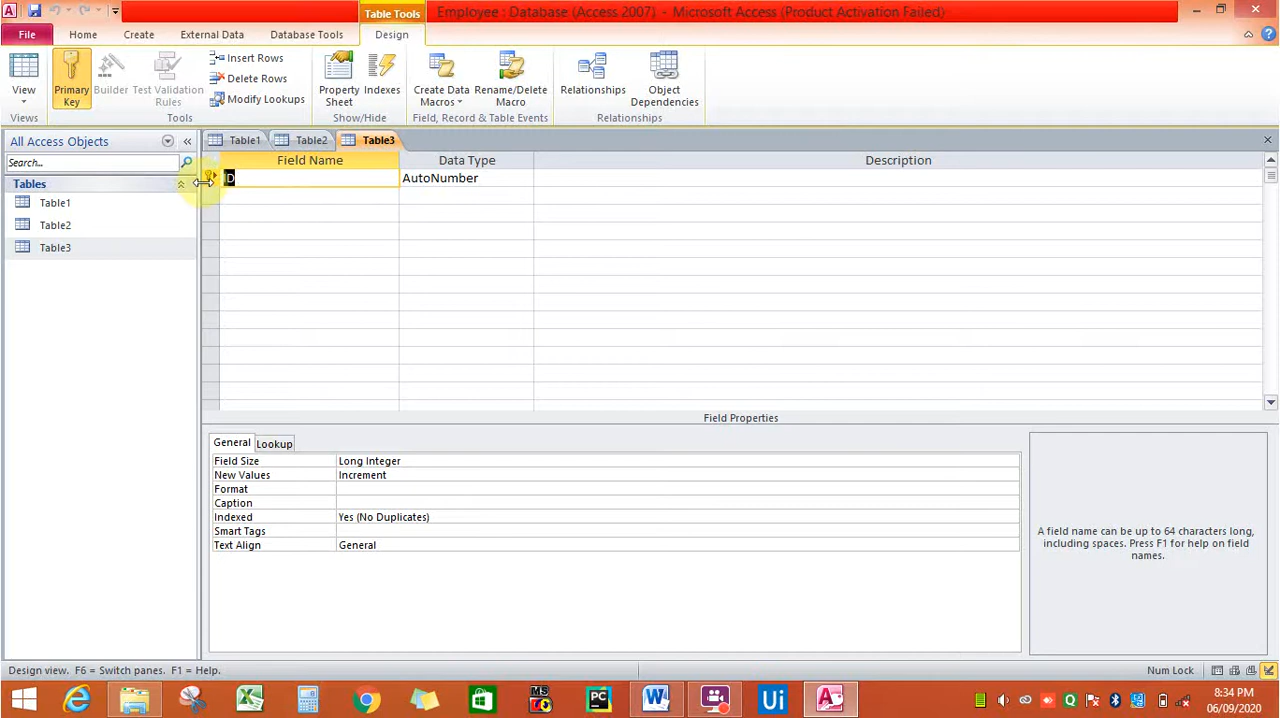 Table Tools
Employee : Database (Access 2007) - Microsoft Access (Product Activation Failed)
File Home Create External Data Database Tools Design
View
Primary Key
Builder
Test Validation Rules
Insert Rows
Delete Rows
Modify Lookups
Property Sheet
Indexes
Create Data Macros
Rename/Delete Macro
Relationships
Object Dependencies
Views Tools Show/Hide Field, Record & Table Events Relationships
All Access Objects
Search...
Tables
Table1
Table2
Table3
Table1 Table2 Table3
Field Name Data Type Description
ID AutoNumber
Field Properties
General Lookup
Field Size Long Integer
New Values Increment
Format
Caption
Indexed Yes (No Duplicates)
Smart Tags
Text Align General
A field name can be up to 64 characters long,
including spaces. Press F1 for help on field
names.
Design view. F6 = Switch panes. F1 = Help.
Num Lock
8:34 PM
06/09/2020